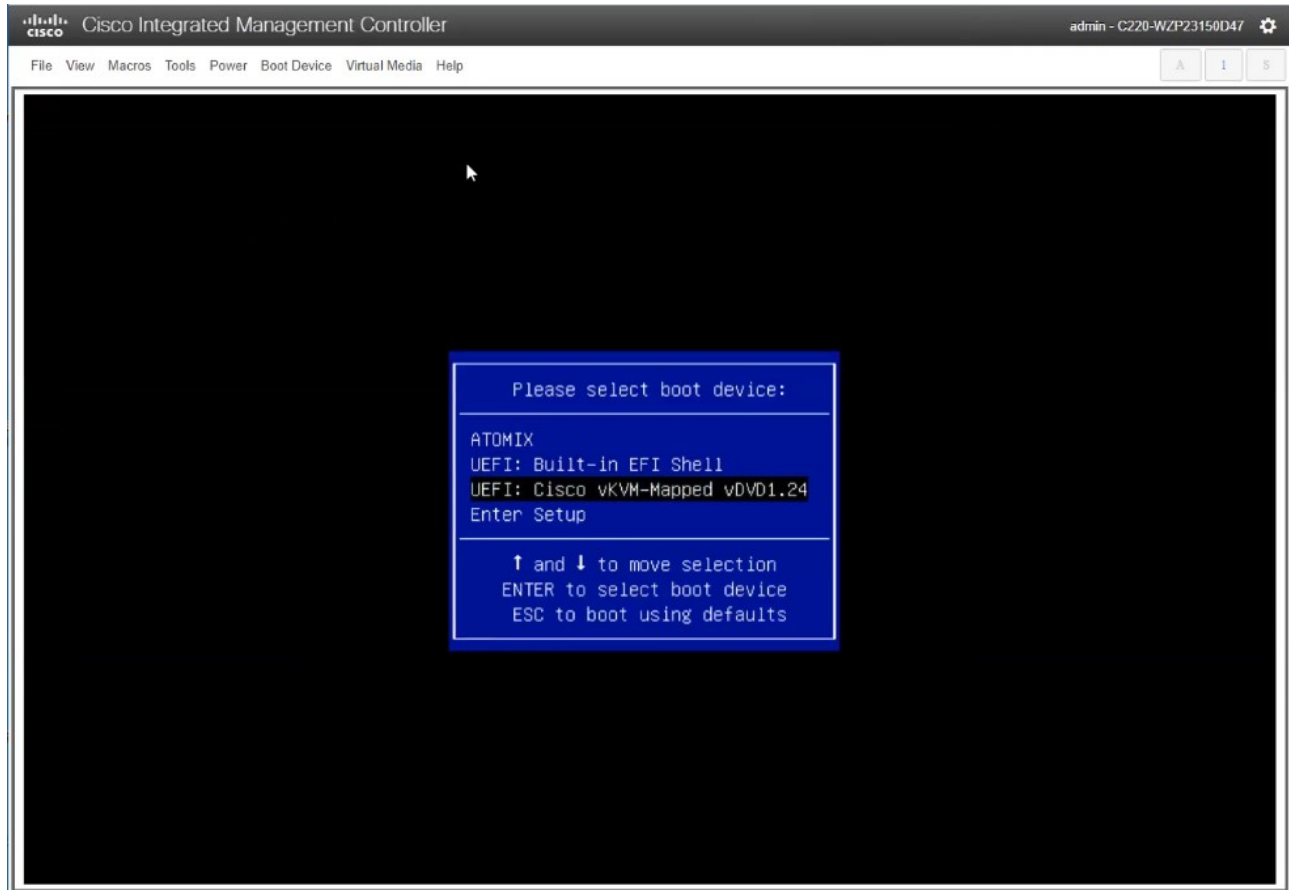 cisco Cisco Integrated Management Controller admin - C220-WZP23150D47
File View Macros Tools Power Boot Device Virtual Media Help A 1 S
Please select boot device:
ATOMIX
UEFI: Built-in EFI Shell
UEFI: Cisco vKVM-Mapped vDVD1.24
Enter Setup
↑ and ↓ to move selection
ENTER to select boot device
ESC to boot using defaults